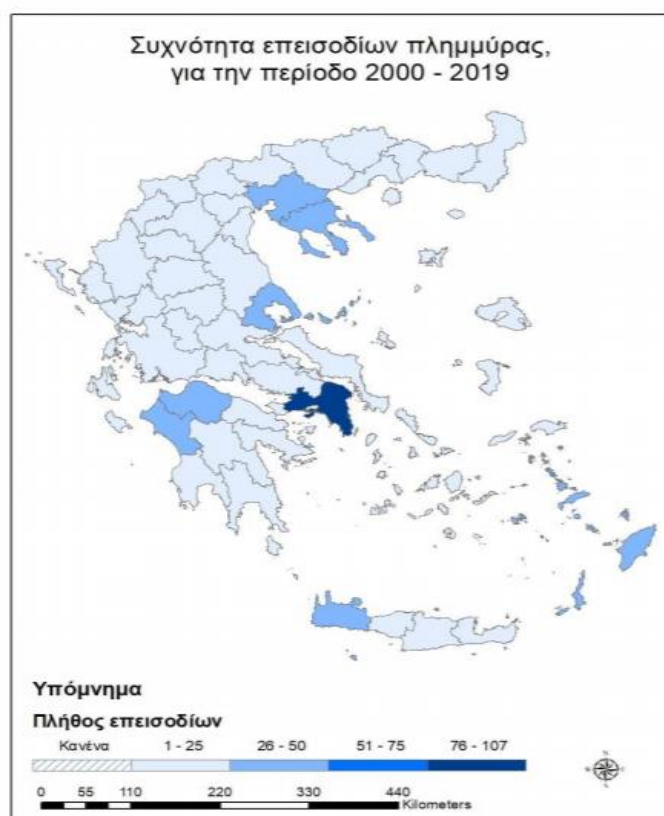 Συχνότητα επεισοδίων πλημμύρας,
για την περίοδο 2000 - 2019
Υπόμνημα
Πλήθος επεισοδίων
Κανένα 1 - 25 26 - 50 51 - 75 76 - 107
0 55 110 220 330 440
Kilometers